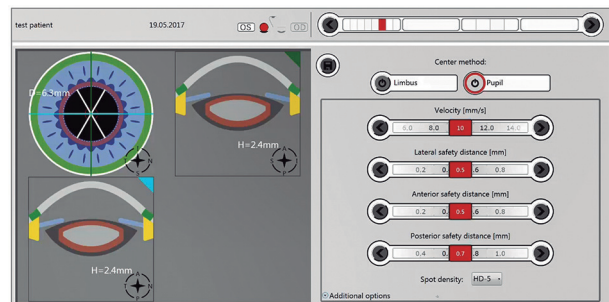 test patient 19.05.2017 OS OD
D=6.3mm
H=2.4mm
H=2.4mm
Center method:
Limbus Pupil
Velocity [mm/s]
6.0 8.0 10 12.0 14.0
Lateral safety distance [mm]
0.2 0. 0.5 .6 0.8
Anterior safety distance [mm]
0.2 0. 0.5 .6 0.8
Posterior safety distance [mm]
0.4 0. 0.7 .8 1.0
Spot density: HD-5
Additional options